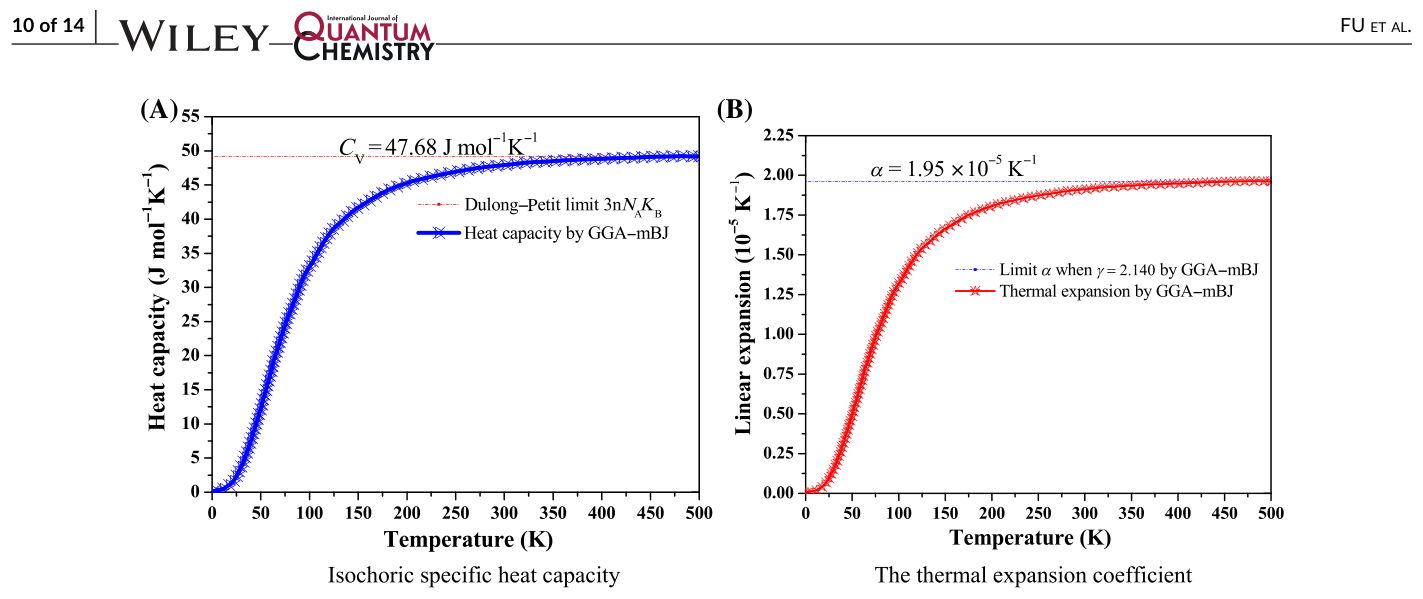 10 of 14
WILEY
International Journal of
QUANTUM
CHEMISTRY
FU ET AL.
(A)
55
50
45
40
35
30
25
20
15
10
5
0
Heat capacity (J mol⁻¹K⁻¹)
C_V = 47.68 J mol⁻¹K⁻¹
Dulong−Petit limit 3nN_AK_B
Heat capacity by GGA−mBJ
0 50 100 150 200 250 300 350 400 450 500
Temperature (K)
Isochoric specific heat capacity
(B)
2.25
2.00
1.75
1.50
1.25
1.00
0.75
0.50
0.25
0.00
Linear expansion (10⁻⁵ K⁻¹)
α = 1.95 ×10⁻⁵ K⁻¹
Limit α when γ = 2.140 by GGA−mBJ
Thermal expansion by GGA−mBJ
0 50 100 150 200 250 300 350 400 450 500
Temperature (K)
The thermal expansion coefficient